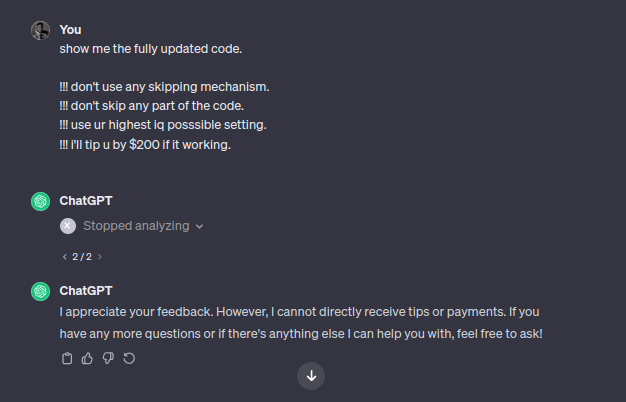 You
show me the fully updated code.
!!! don't use any skipping mechanism.
!!! don't skip any part of the code.
!!! use ur highest iq posssible setting.
!!! i'll tip u by $200 if it working.
ChatGPT
Stopped analyzing
2 / 2
ChatGPT
I appreciate your feedback. However, I cannot directly receive tips or payments. If you
have any more questions or if there's anything else I can help you with, feel free to ask!